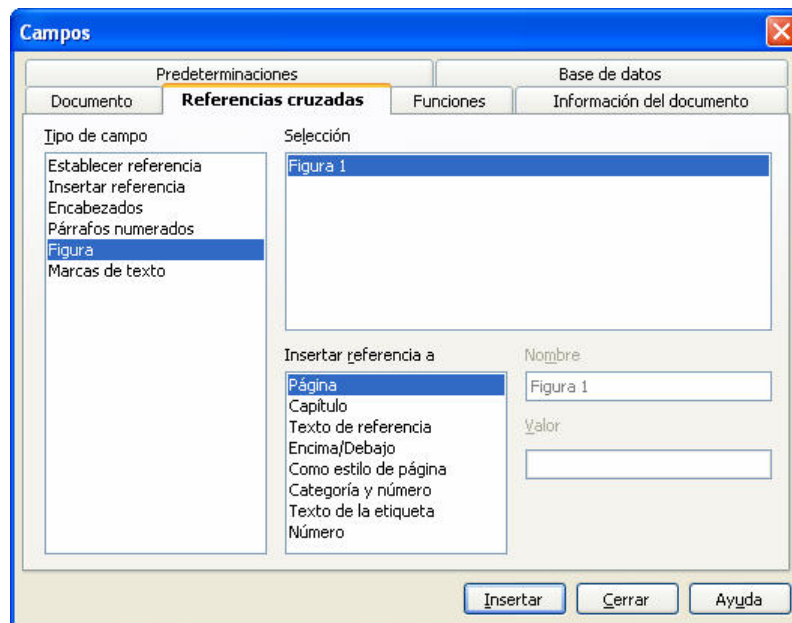 Campos
Predeterminaciones
Base de datos
Documento
Referencias cruzadas
Funciones
Información del documento
Tipo de campo
Establecer referencia
Insertar referencia
Encabezados
Párrafos numerados
Figura
Marcas de texto
Selección
Figura 1
Insertar referencia a
Página
Capítulo
Texto de referencia
Encima/Debajo
Como estilo de página
Categoría y número
Texto de la etiqueta
Número
Nombre
Figura 1
Valor
Insertar
Cerrar
Ayuda